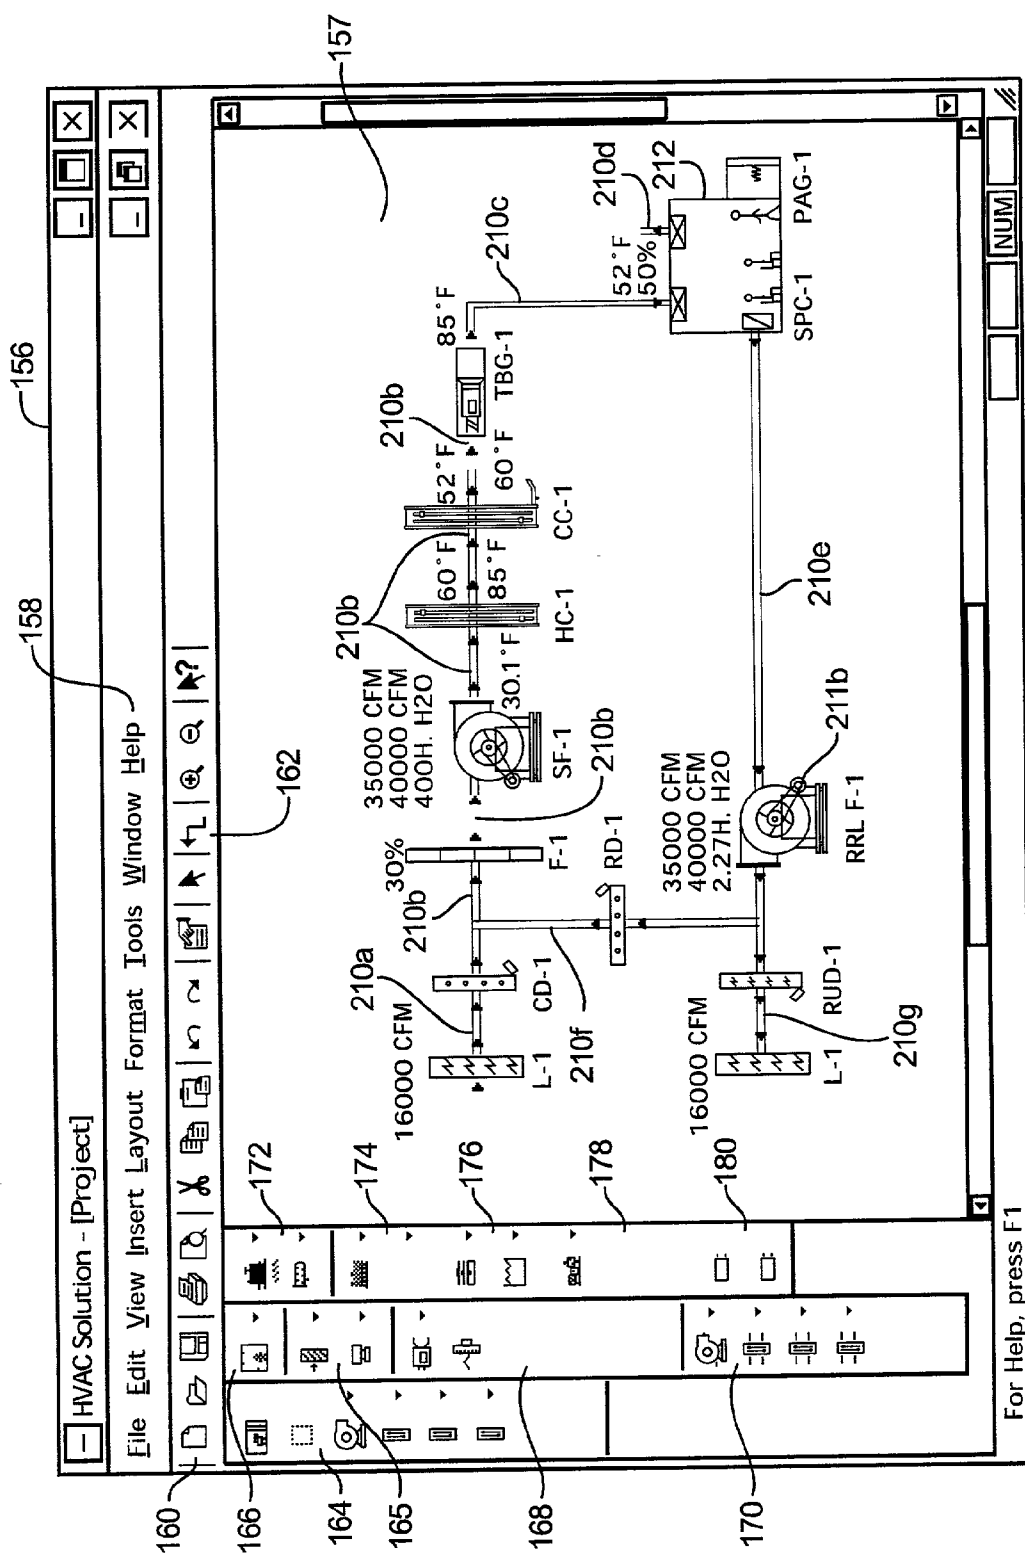 156
158
HVAC Solution - [Project]
File Edit View Insert Layout Format Tools Window Help
160
162
157
166
164
165
168
170
172
174
176
178
180
16000 CFM
210a
210b
30%
35000 CFM
40000 CFM
400H. H2O
210b
60°F
52°F
210b
85°F
210c
L-1
CD-1
F-1
SF-1
30.1°F
HC-1
85°F
CC-1
60°F
TBG-1
210f
210b
RD-1
52°F
50%
210d
212
16000 CFM
35000 CFM
40000 CFM
2.27H. H2O
L-1
RUD-1
210g
RRL F-1
211b
210e
SPC-1
PAG-1
For Help, press F1
NUM